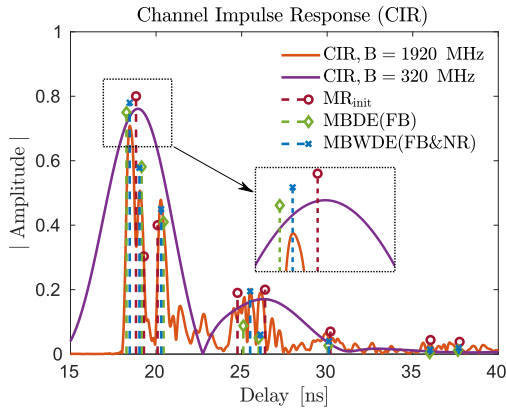 Channel Impulse Response (CIR)
| Amplitude |
1
0.8
0.6
0.4
0.2
0
CIR, B = 1920 MHz
CIR, B = 320 MHz
MR_init
MBDE(FB)
MBWDE(FB&NR)
15 20 25 30 35 40
Delay [ns]